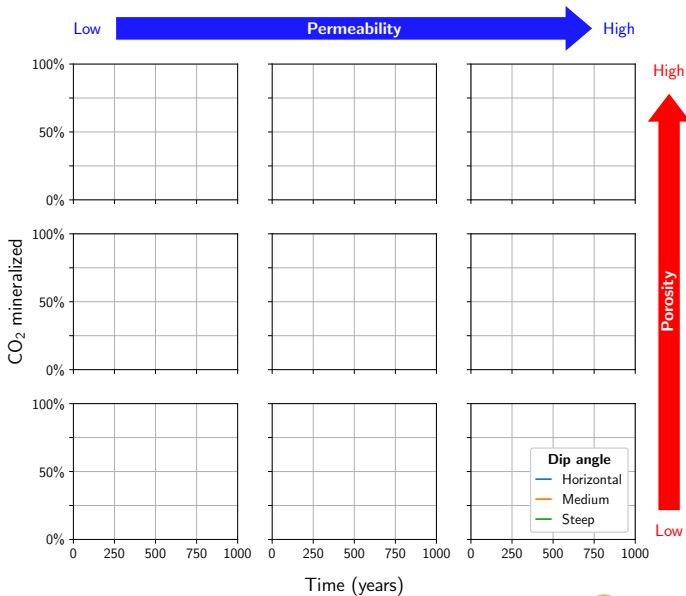 Low Permeability High
High
100%
50%
0%
100%
50%
0%
CO₂ mineralized
Porosity
100%
50%
0%
Dip angle
Horizontal
Medium
Steep
Low
0 250 500 750 1000 0 250 500 750 1000 0 250 500 750 1000
Time (years)